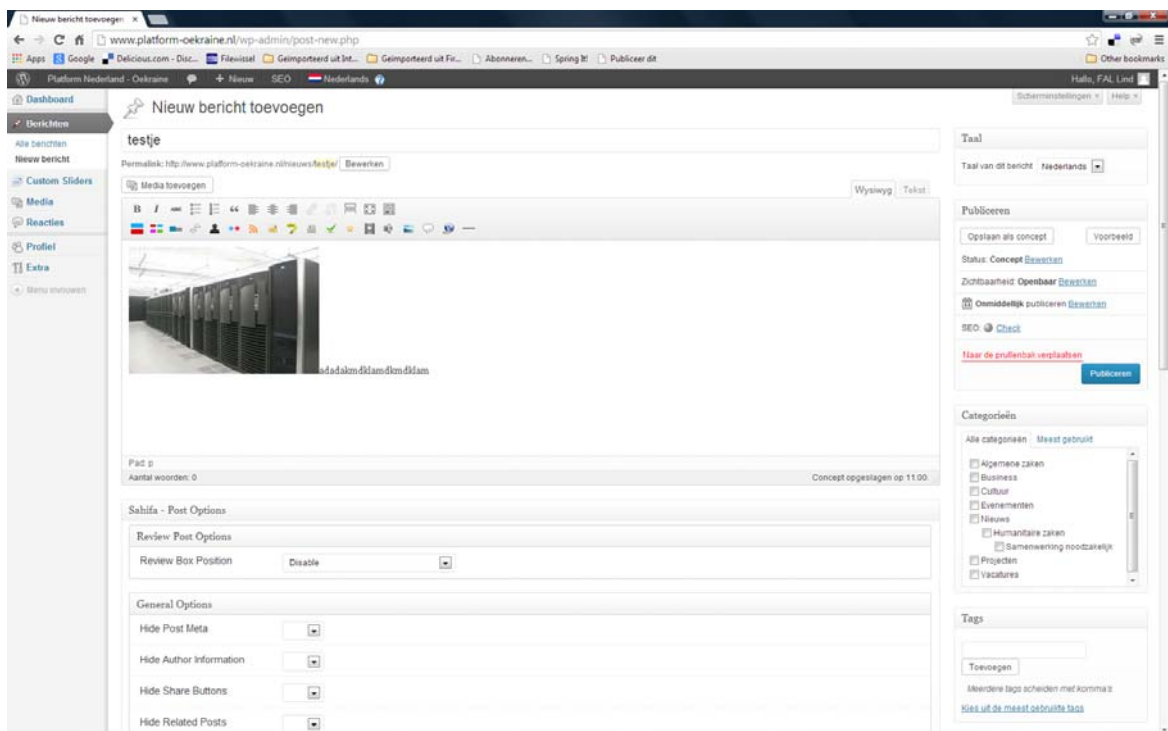 Nieuw bericht toevoegen
www.platform-oekraine.nl/wp-admin/post-new.php
Apps Google Delicious.com - Disc... Filewissel Geïmporteerd uit Int... Geïmporteerd uit Fir... Abonneren... Spring It! Publiceer dit Other bookmarks
Platform Nederland - Oekraine + Nieuw SEO Nederlands Hallo, FAL Lind
Dashboard
Berichten
Alle berichten
Nieuw bericht
Custom Sliders
Media
Reacties
Profiel
Extra
Menu invouwen
Scherminstellingen Help
Nieuw bericht toevoegen
testje
Permalink: http://www.platform-oekraine.nl/nieuws/testje/ Bewerken
Media toevoegen
Wysiwyg Tekst
B I
adadakmdklamdkmdklam
Pad: p
Aantal woorden: 0 Concept opgeslagen op 11:00.
Sahifa - Post Options
Review Post Options
Review Box Position Disable
General Options
Hide Post Meta
Hide Author Information
Hide Share Buttons
Hide Related Posts
Taal
Taal van dit bericht Nederlands
Publiceren
Opslaan als concept Voorbeeld
Status: Concept Bewerken
Zichtbaarheid: Openbaar Bewerken
Onmiddellijk publiceren Bewerken
SEO: Check
Naar de prullenbak verplaatsen
Publiceren
Categorieën
Alle categorieën Meest gebruikt
Algemene zaken
Business
Cultuur
Evenementen
Nieuws
Humanitaire zaken
Samenwerking noodzakelijk
Projecten
Vacatures
Tags
Toevoegen
Meerdere tags scheiden met komma's
Kies uit de meest gebruikte tags